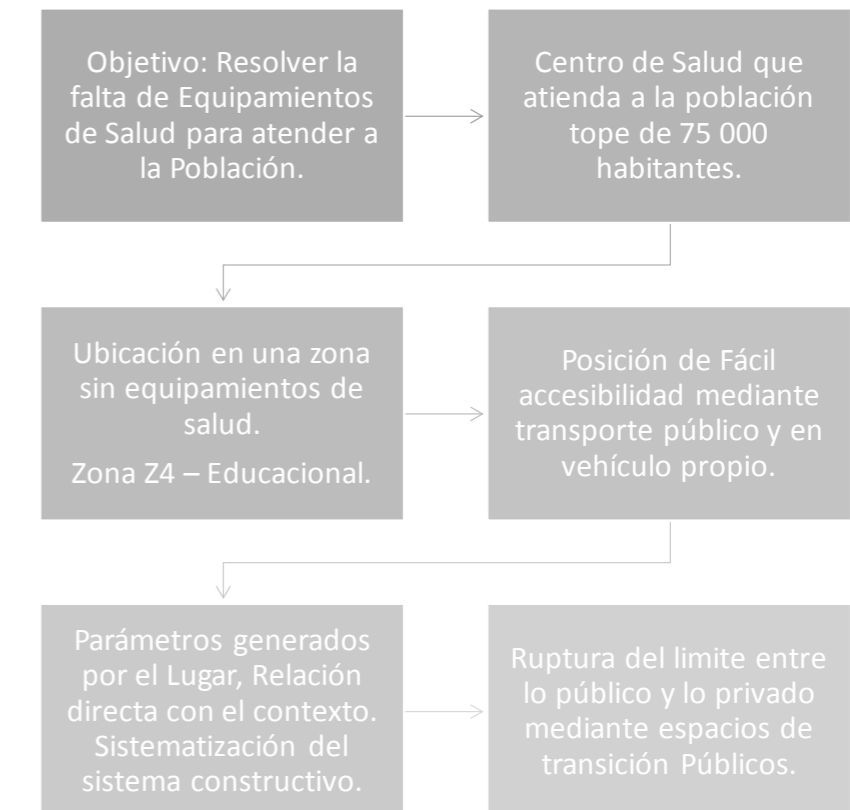 Objetivo: Resolver la
falta de Equipamientos
de Salud para atender a
la Población.
Centro de Salud que
atienda a la población
tope de 75 000
habitantes.
Ubicación en una zona
sin equipamientos de
salud.
Zona Z4 – Educacional.
Posición de Fácil
accesibilidad mediante
transporte público y en
vehículo propio.
Parámetros generados
por el Lugar, Relación
directa con el contexto.
Sistematización del
sistema constructivo.
Ruptura del limite entre
lo público y lo privado
mediante espacios de
transición Públicos.